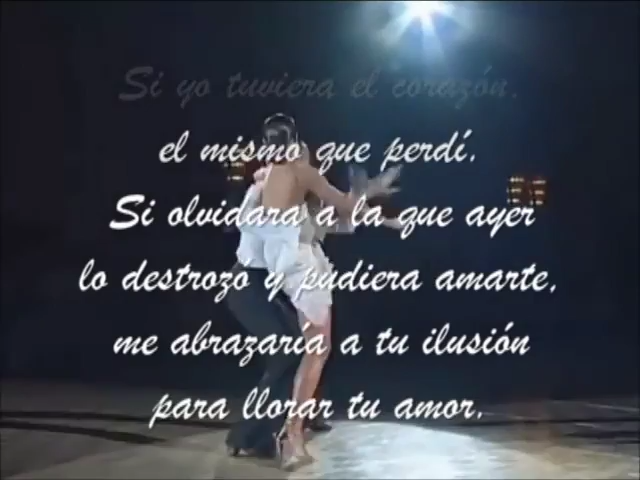 Si yo tuviera el corazón,
el mismo que perdí.
Si olvidara a la que ayer
lo destrozó y pudiera amarte,
me abrazaría a tu ilusión
para llorar tu amor.